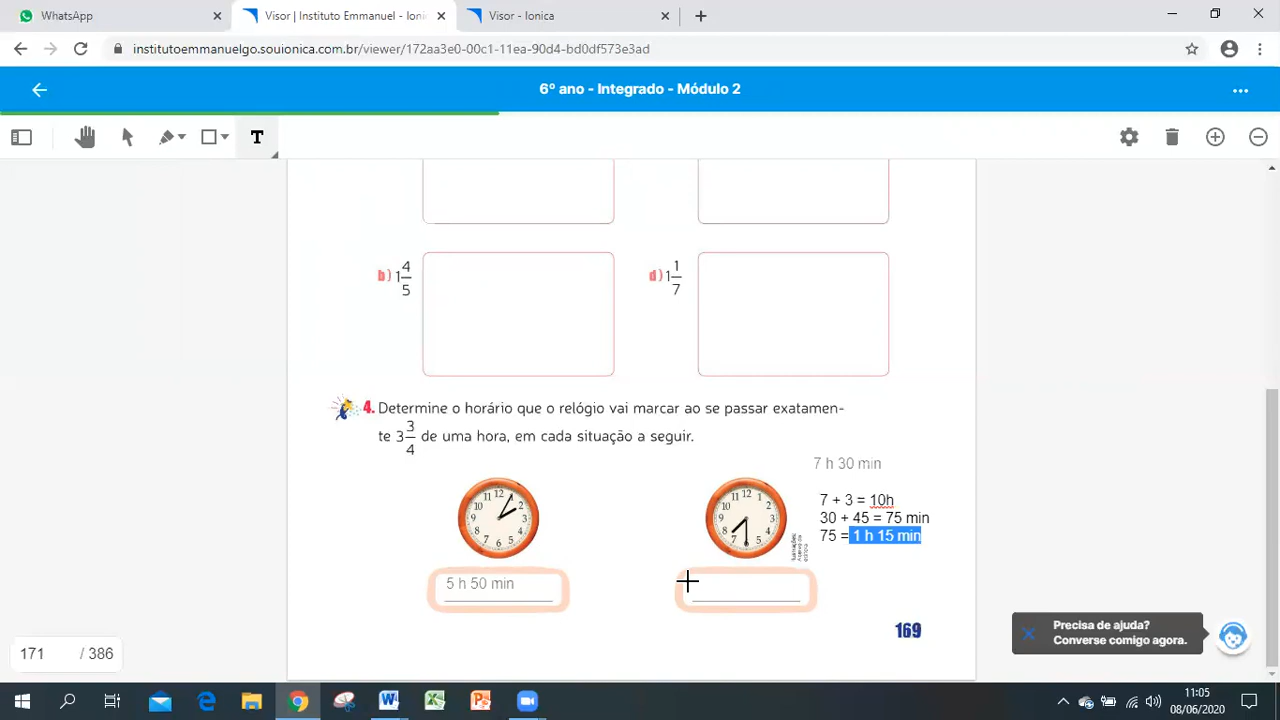 WhatsApp
Visor | Instituto Emmanuel - Ioni
Visor - Ionica
institutoemmanuelgo.souionica.com.br/viewer/172aa3e0-00c1-11ea-90d4-bd0df573e3ad
6º ano - Integrado - Módulo 2
T
b) 1 4/5
d) 1 1/7
4. Determine o horário que o relógio vai marcar ao se passar exatamen-
te 3 3/4 de uma hora, em cada situação a seguir.
7 h 30 min
7 + 3 = 10h
30 + 45 = 75 min
75 = 1 h 15 min
5 h 50 min
169
Precisa de ajuda?
Converse comigo agora.
171 / 386
11:05
08/06/2020